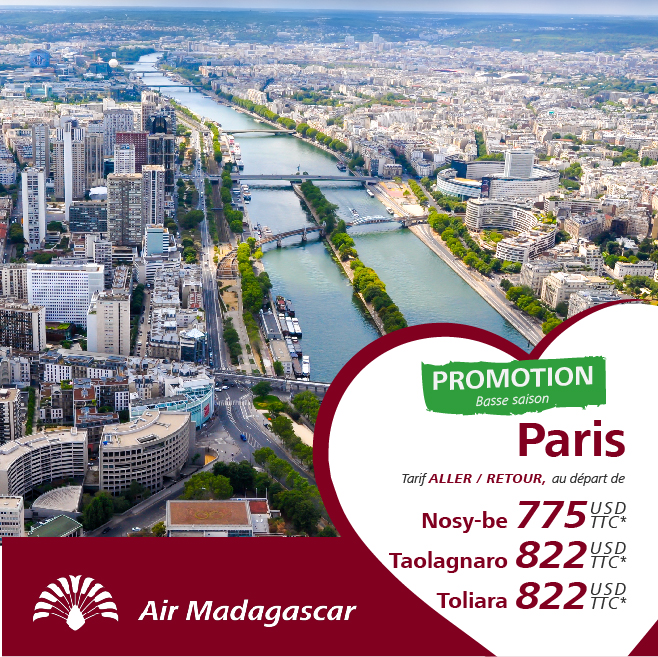 PROMOTION
Basse saison
Paris
Tarif ALLER / RETOUR, au départ de
Nosy-be 775 USD TTC*
Taolagnaro 822 USD TTC*
Toliara 822 USD TTC*
Air Madagascar